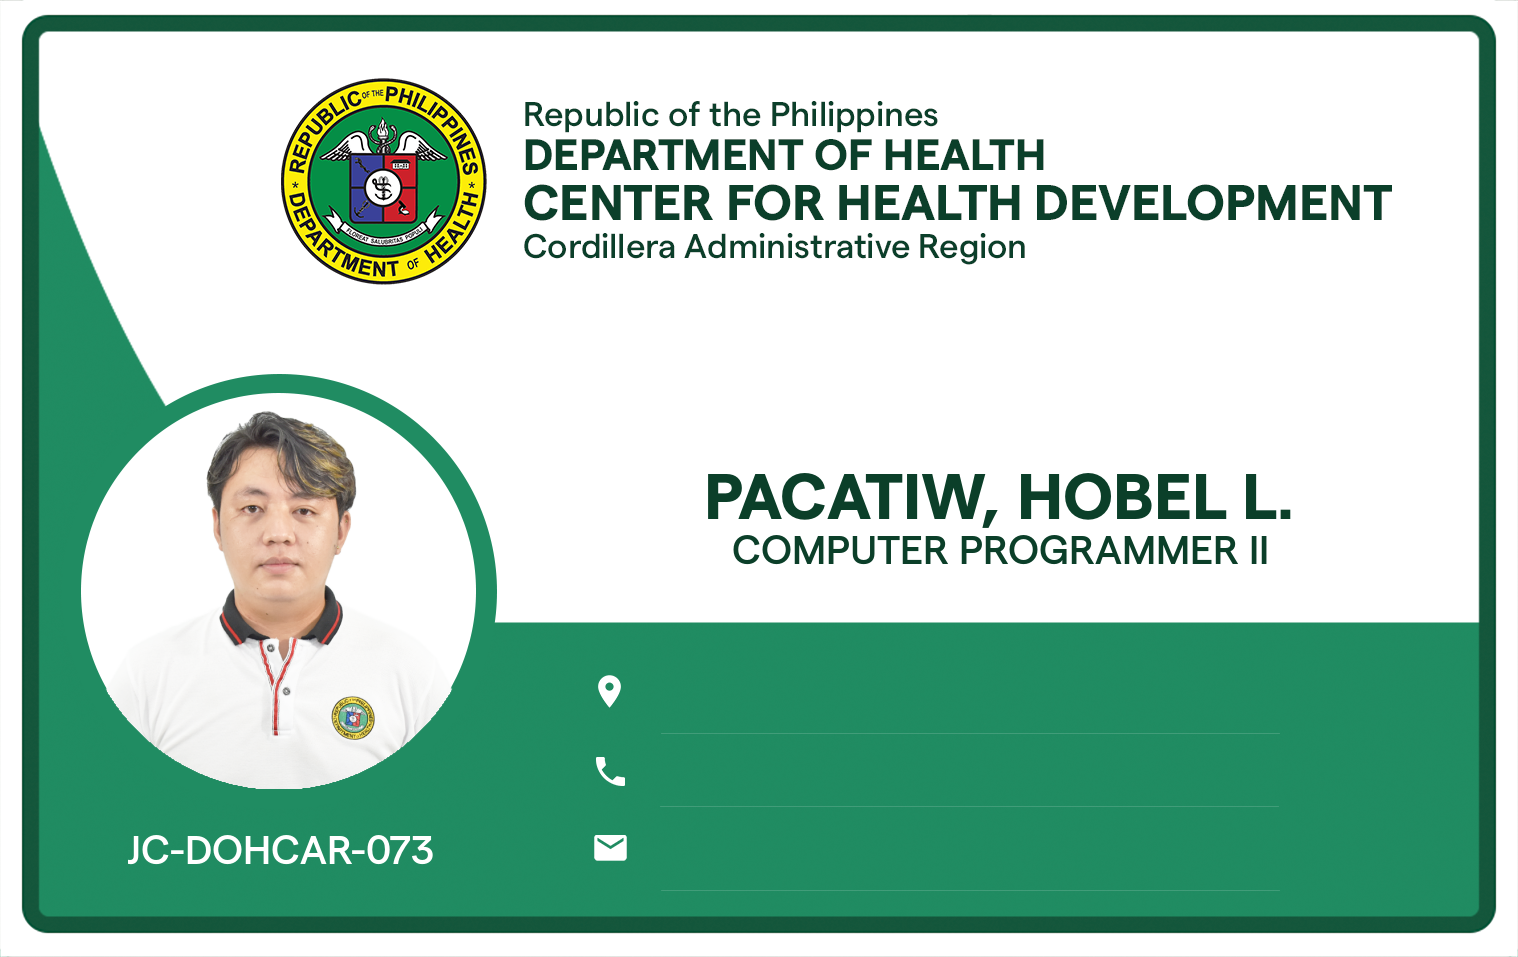 REPUBLIC OF THE PHILIPPINES
* DEPARTMENT OF HEALTH *
FLOREAT SALUBRITAS POPULI
Republic of the Philippines
DEPARTMENT OF HEALTH
CENTER FOR HEALTH DEVELOPMENT
Cordillera Administrative Region
PACATIW, HOBEL L.
COMPUTER PROGRAMMER II
JC-DOHCAR-073